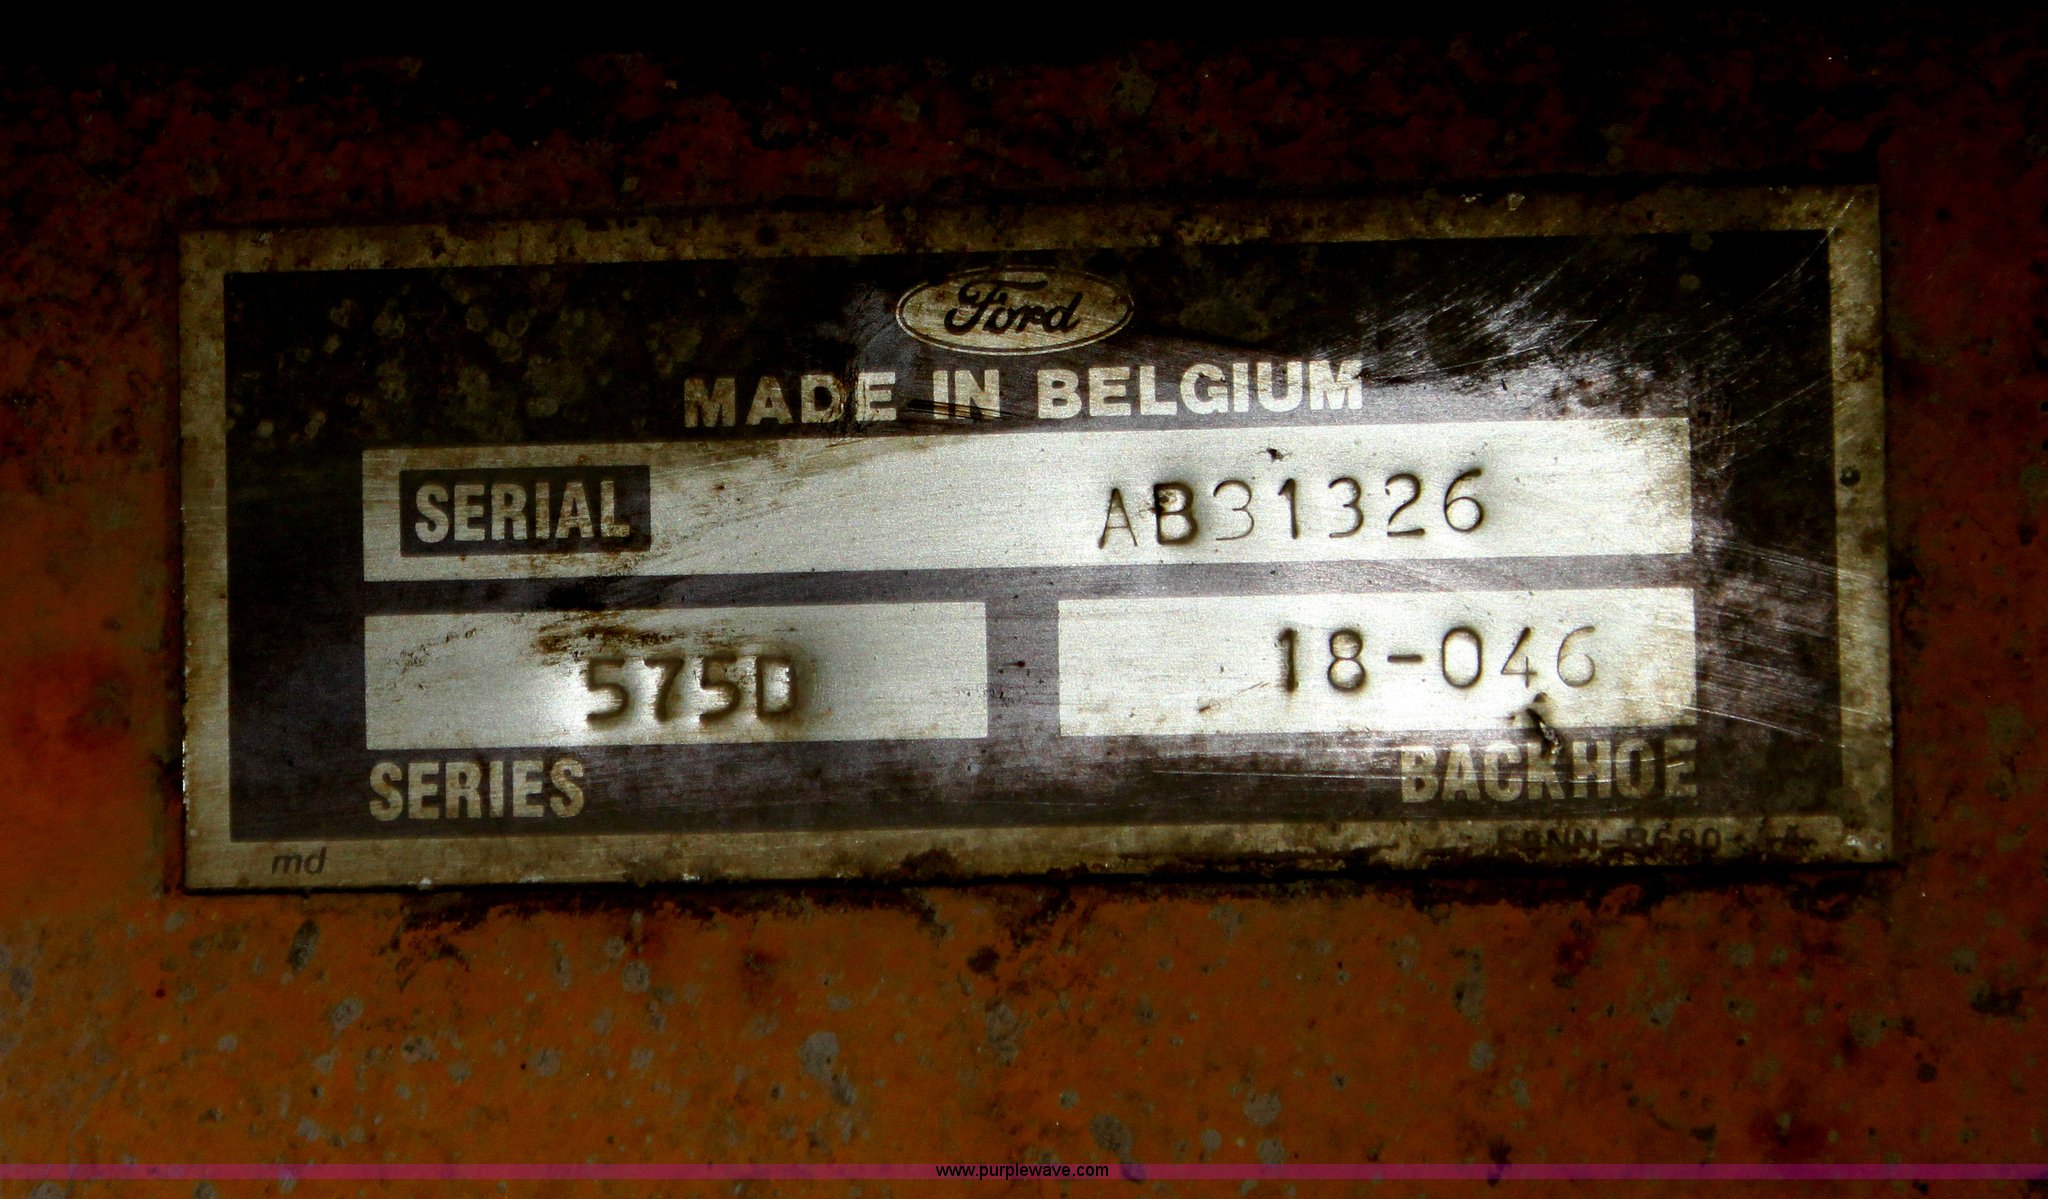 Ford
MADE IN BELGIUM
SERIAL AB31326
575D 18-046
SERIES BACKHOE
md
www.purplewave.com